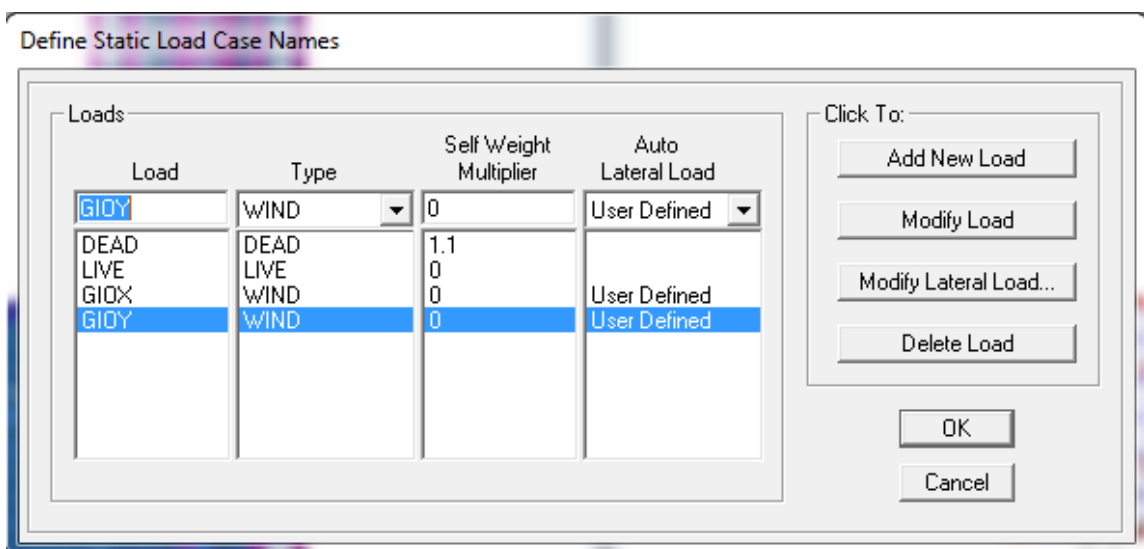 Define Static Load Case Names
Loads
Click To:
Load Type Self Weight Multiplier Auto Lateral Load
GIOY WIND 0 User Defined
DEAD DEAD 1.1
LIVE LIVE 0
GIOX WIND 0 User Defined
GIOY WIND 0 User Defined
Add New Load
Modify Load
Modify Lateral Load...
Delete Load
OK
Cancel